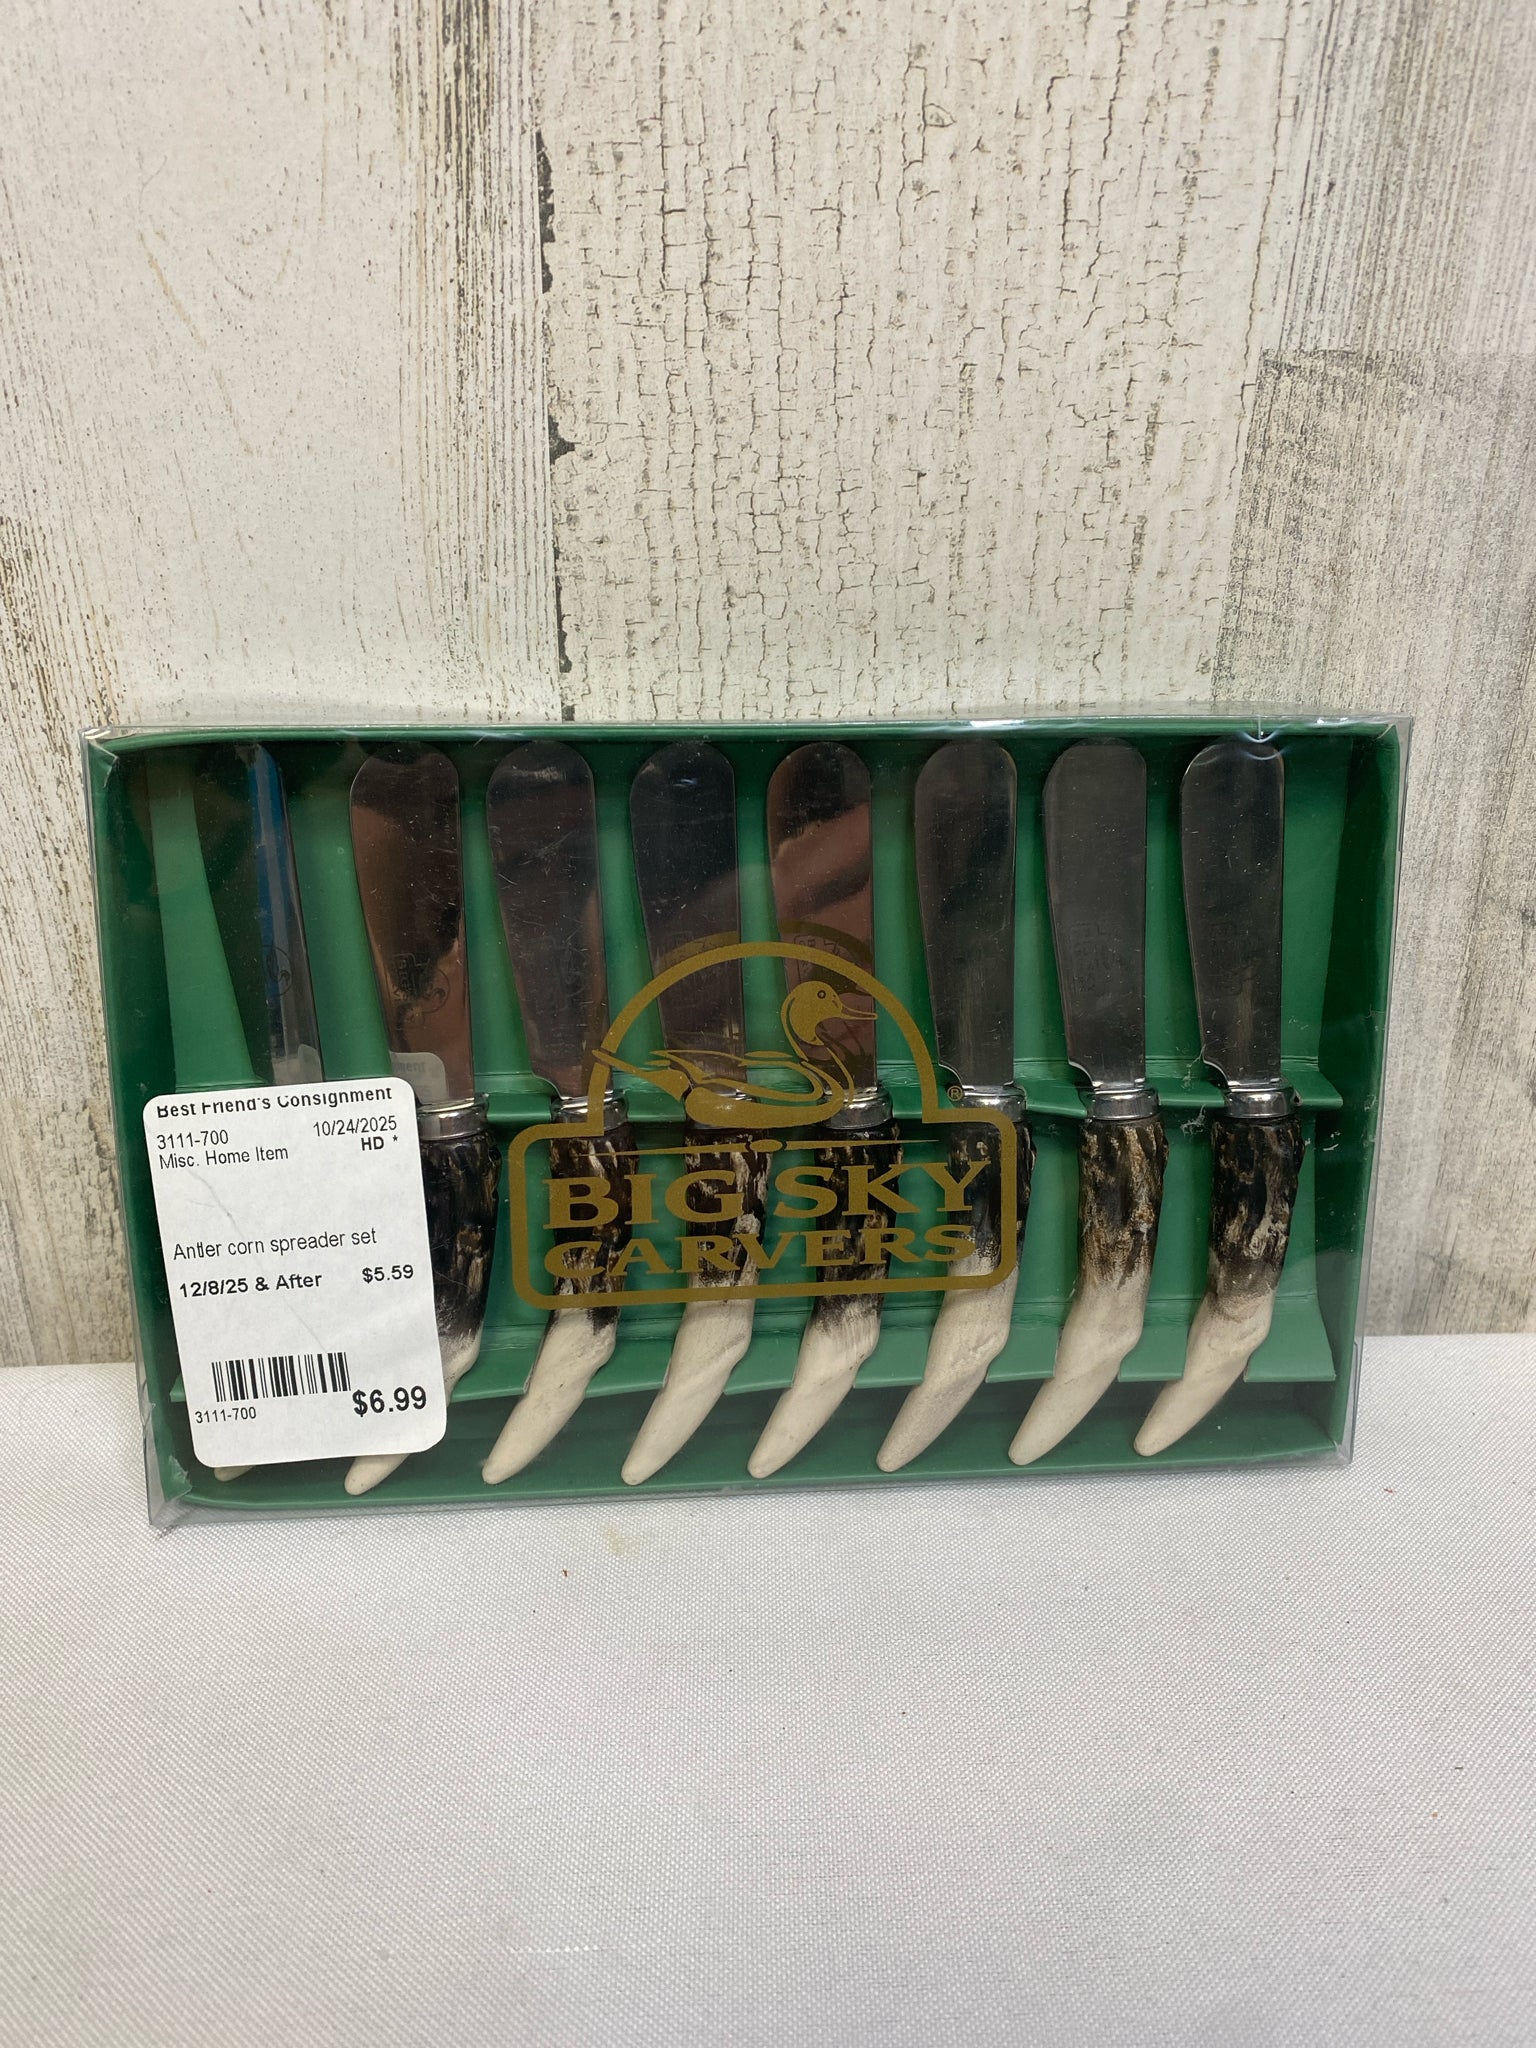 BIG SKY
CARVERS
®
Best Friend's Consignment
3111-700 10/24/2025
Misc. Home Item HD *
Antler corn spreader set
12/8/25 & After $5.59
3111-700 $6.99